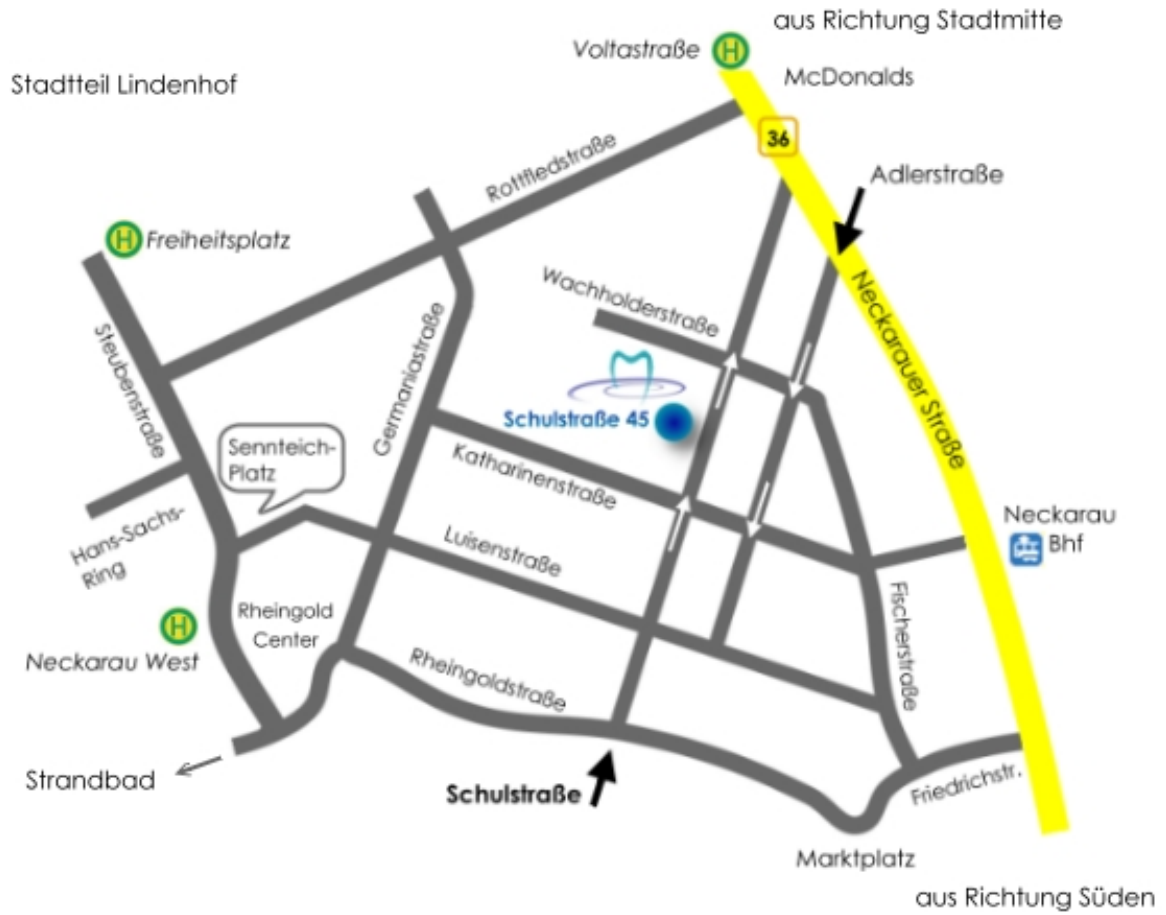 aus Richtung Stadtmitte
Voltastraße
H
McDonalds
Stadtteil Lindenhof
36
Rottfledstraße
Adlerstraße
H
Freiheitsplatz
Wachholderstraße
Neckarauer Straße
Steubenstraße
Germaniastraße
Schulstraße 45
Sennteich-
Platz
Katharinenstraße
Hans-Sachs-
Ring
Luisenstraße
Neckarau
Bhf
Fischerstraße
H
Neckarau West
Rheingold
Center
Rheingoldstraße
Strandbad
Schulstraße
Friedrichstr.
Marktplatz
aus Richtung Süden